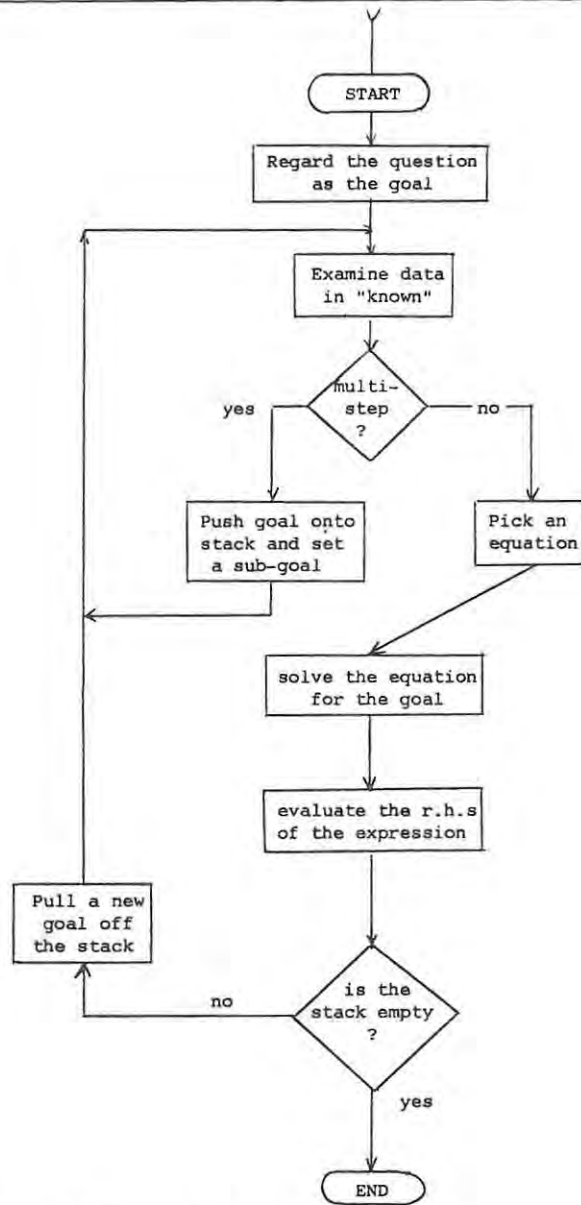 START
Regard the question
as the goal
Examine data
in "known"
multi-
step
?
yes
no
Push goal onto
stack and set
a sub-goal
Pick an
equation
solve the equation
for the goal
evaluate the r.h.s
of the expression
Pull a new
goal off
the stack
is the
stack empty
?
no
yes
END